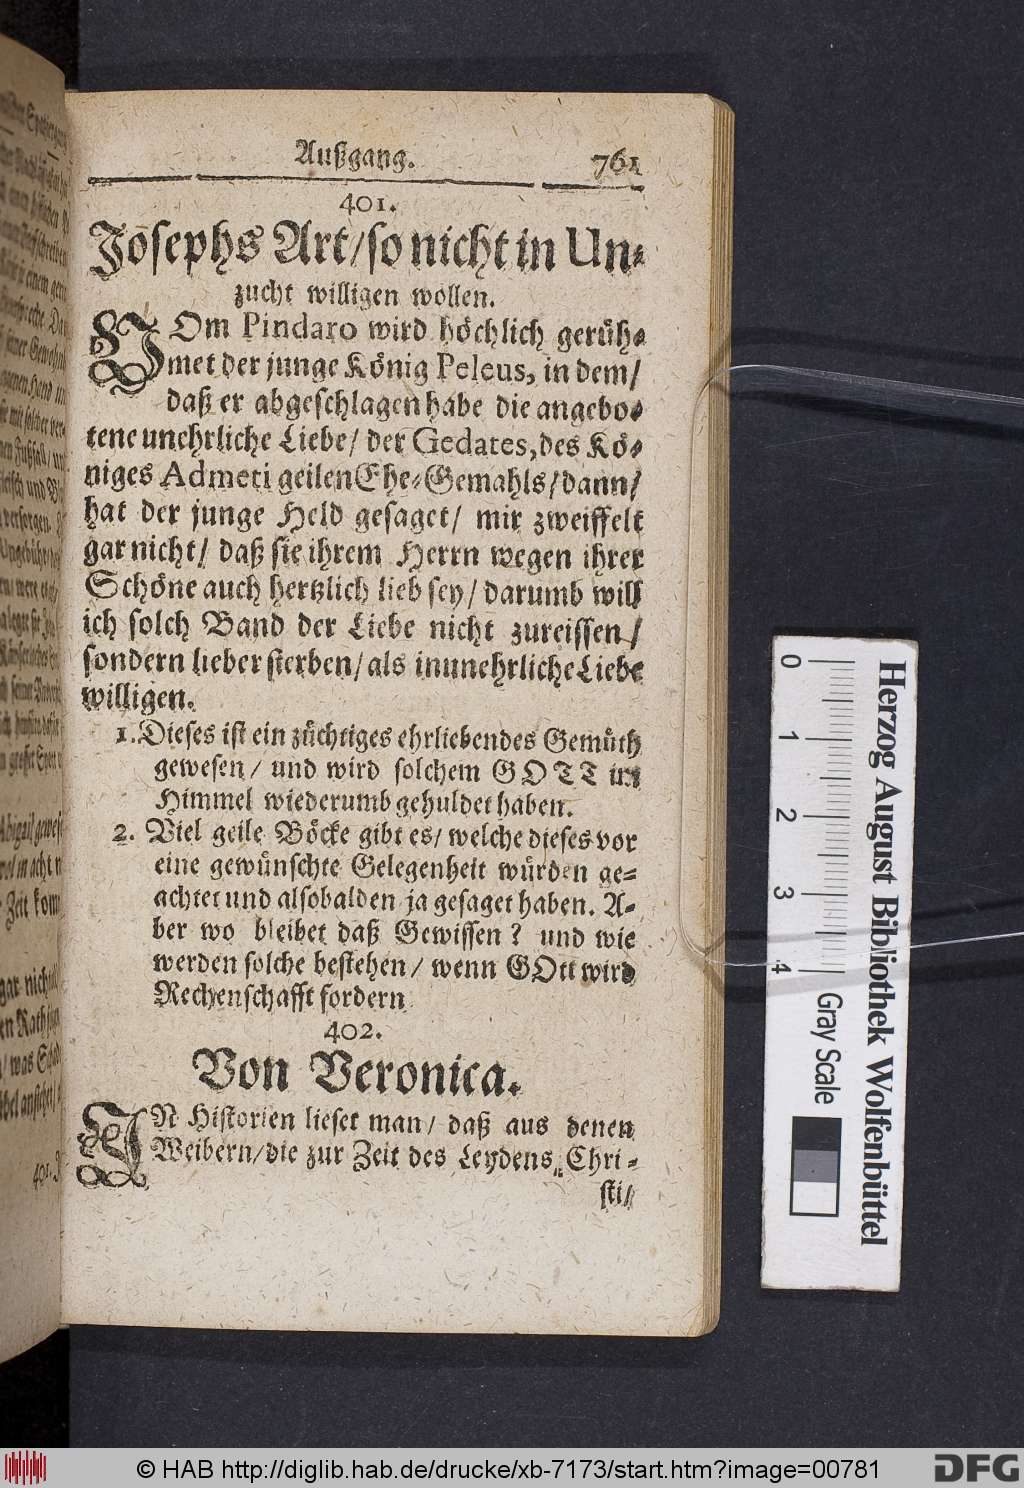 Außgang. 761
401.
Josephs Art/ so nicht in Un-
zucht willigen wollen.
VOm Pindaro wird höchlich gerüh-
met der junge König Peleus, in dem/
daß er abgeschlagen habe die angebo-
tene unehrliche Liebe/ der Gedates, des Kö-
niges Admeti geilen Ehe-Gemahls/ dann/
hat der junge Held gesaget/ mir zweiffelt
gar nicht/ daß sie ihrem Herrn wegen ihrer
Schöne auch hertzlich lieb sey/ darumb will
ich solch Band der Liebe nicht zureissen/
sondern lieber sterben/ als in unehrliche Liebe
willigen.
1. Dieses ist ein züchtiges ehrliebendes Gemüth
gewesen/ und wird solchem GOTT im
Himmel wiederumb gehuldet haben.
2. Viel geile Böcke gibt es/ welche dieses vor
eine gewünschte Gelegenheit würden ge-
achtet und alsobalden ja gesaget haben. A-
ber wo bleibet daß Gewissen? und wie
werden solche bestehen/ wenn GOtt wird
Rechenschafft fordern
402.
Von Veronica.
IN Historien lieset man/ daß aus denen
Weibern/ die zur Zeit des Leydens Chri-
sti/
Herzog August Bibliothek Wolfenbüttel
0 1 2 3 4 Gray Scale
© HAB http://diglib.hab.de/drucke/xb-7173/start.htm?image=00781
DFG